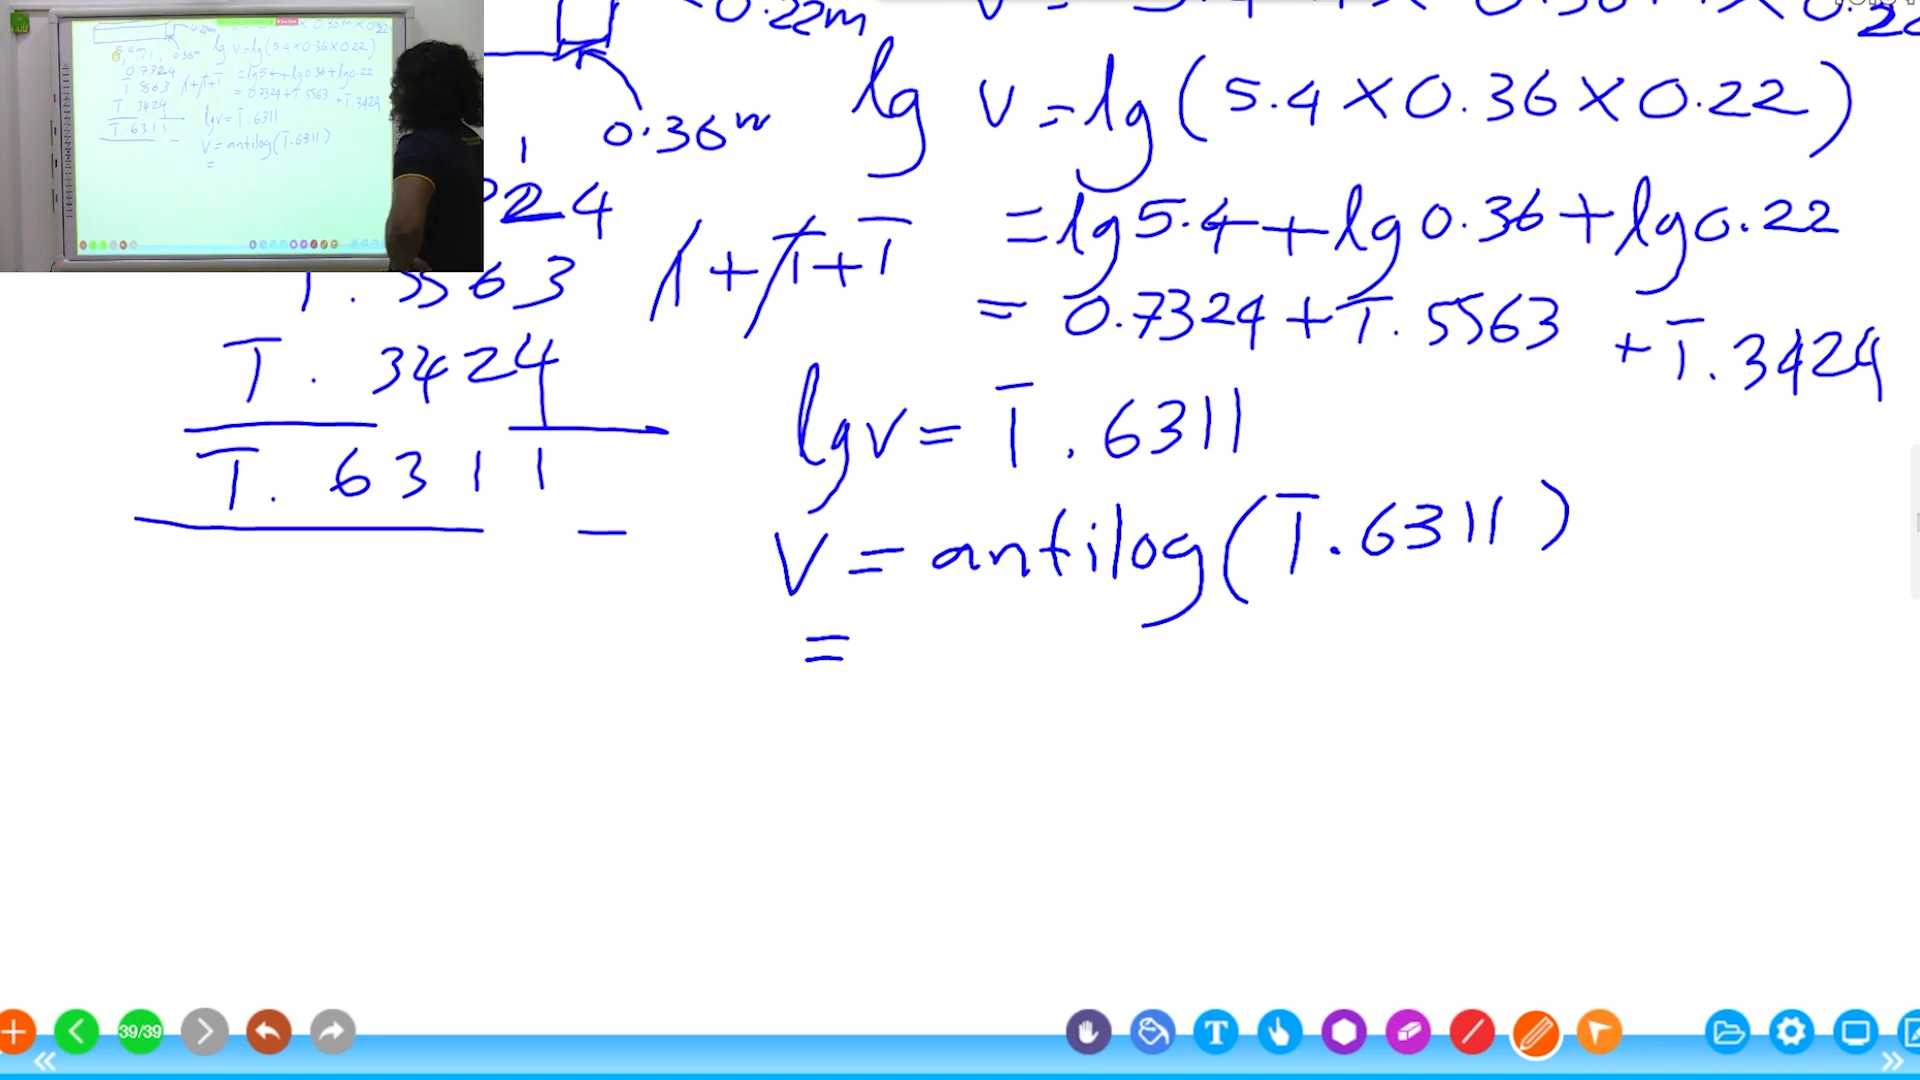 0.22m
lg V = lg (5.4 × 0.36 × 0.22)
0.36m
= lg 5.4 + lg 0.36 + lg 0.22
1
24
1 + 1̅ + 1̅
1̅.5563
= 0.7324 + 1̅.5563 + 1̅.3424
1̅.3424
lg V = 1̅.6311
1̅.6311
V = antilog (1̅.6311)
=
39/39
T